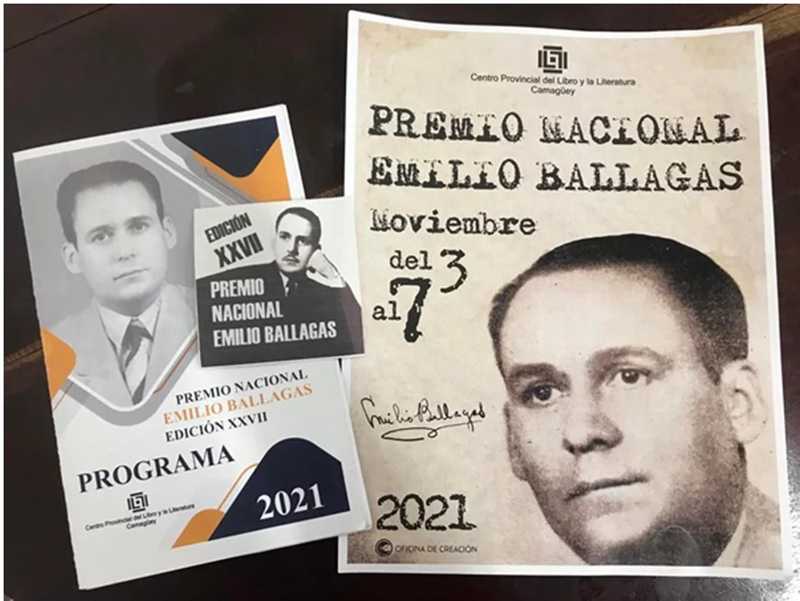 Centro Provincial del Libro y la Literatura
Camagüey
PREMIO NACIONAL
EMILIO BALLAGAS
Noviembre
del 3
al 7
Emilio Ballagas
2021
OFICINA DE CREACIÓN
EDICIÓN
XXVII
PREMIO
NACIONAL
EMILIO BALLAGAS
PREMIO NACIONAL
EMILIO BALLAGAS
EDICIÓN XXVII
PROGRAMA
Centro Provincial del Libro y la Literatura
Camagüey
2021